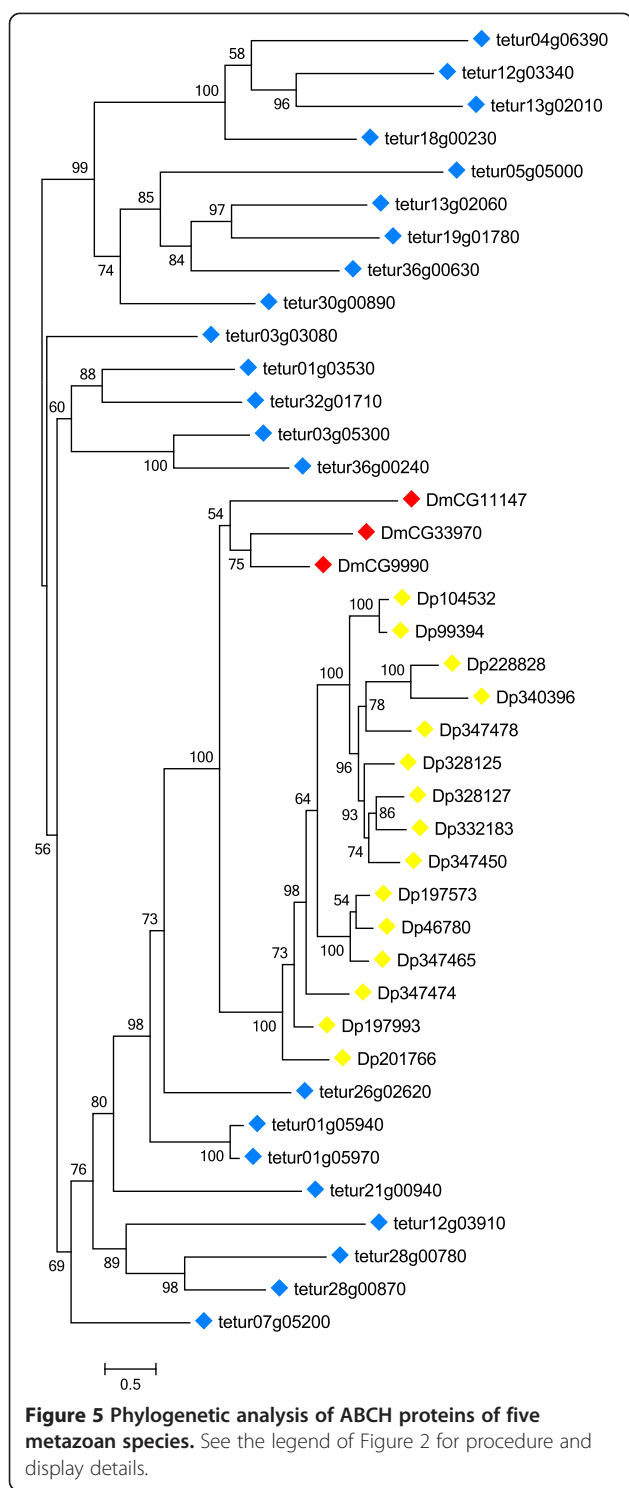 58
tetur04g06390
tetur12g03340
100
96
tetur13g02010
tetur18g00230
99
85
tetur05g05000
97
tetur13g02060
tetur19g01780
74
84
tetur36g00630
tetur30g00890
tetur03g03080
88
tetur01g03530
60
tetur32g01710
tetur03g05300
100
tetur36g00240
54
DmCG11147
DmCG33970
75
DmCG9990
100
Dp104532
Dp99394
100
100
Dp228828
78
Dp340396
Dp347478
100
96
Dp328125
64
93
86
Dp328127
Dp332183
56
74
Dp347450
98
54
Dp197573
73
Dp46780
100
Dp347465
73
Dp347474
98
100
Dp197993
Dp201766
80
tetur26g02620
tetur01g05940
100
tetur01g05970
76
tetur21g00940
tetur12g03910
69
89
tetur28g00780
98
tetur28g00870
tetur07g05200
0.5
Figure 5 Phylogenetic analysis of ABCH proteins of five
metazoan species. See the legend of Figure 2 for procedure and
display details.